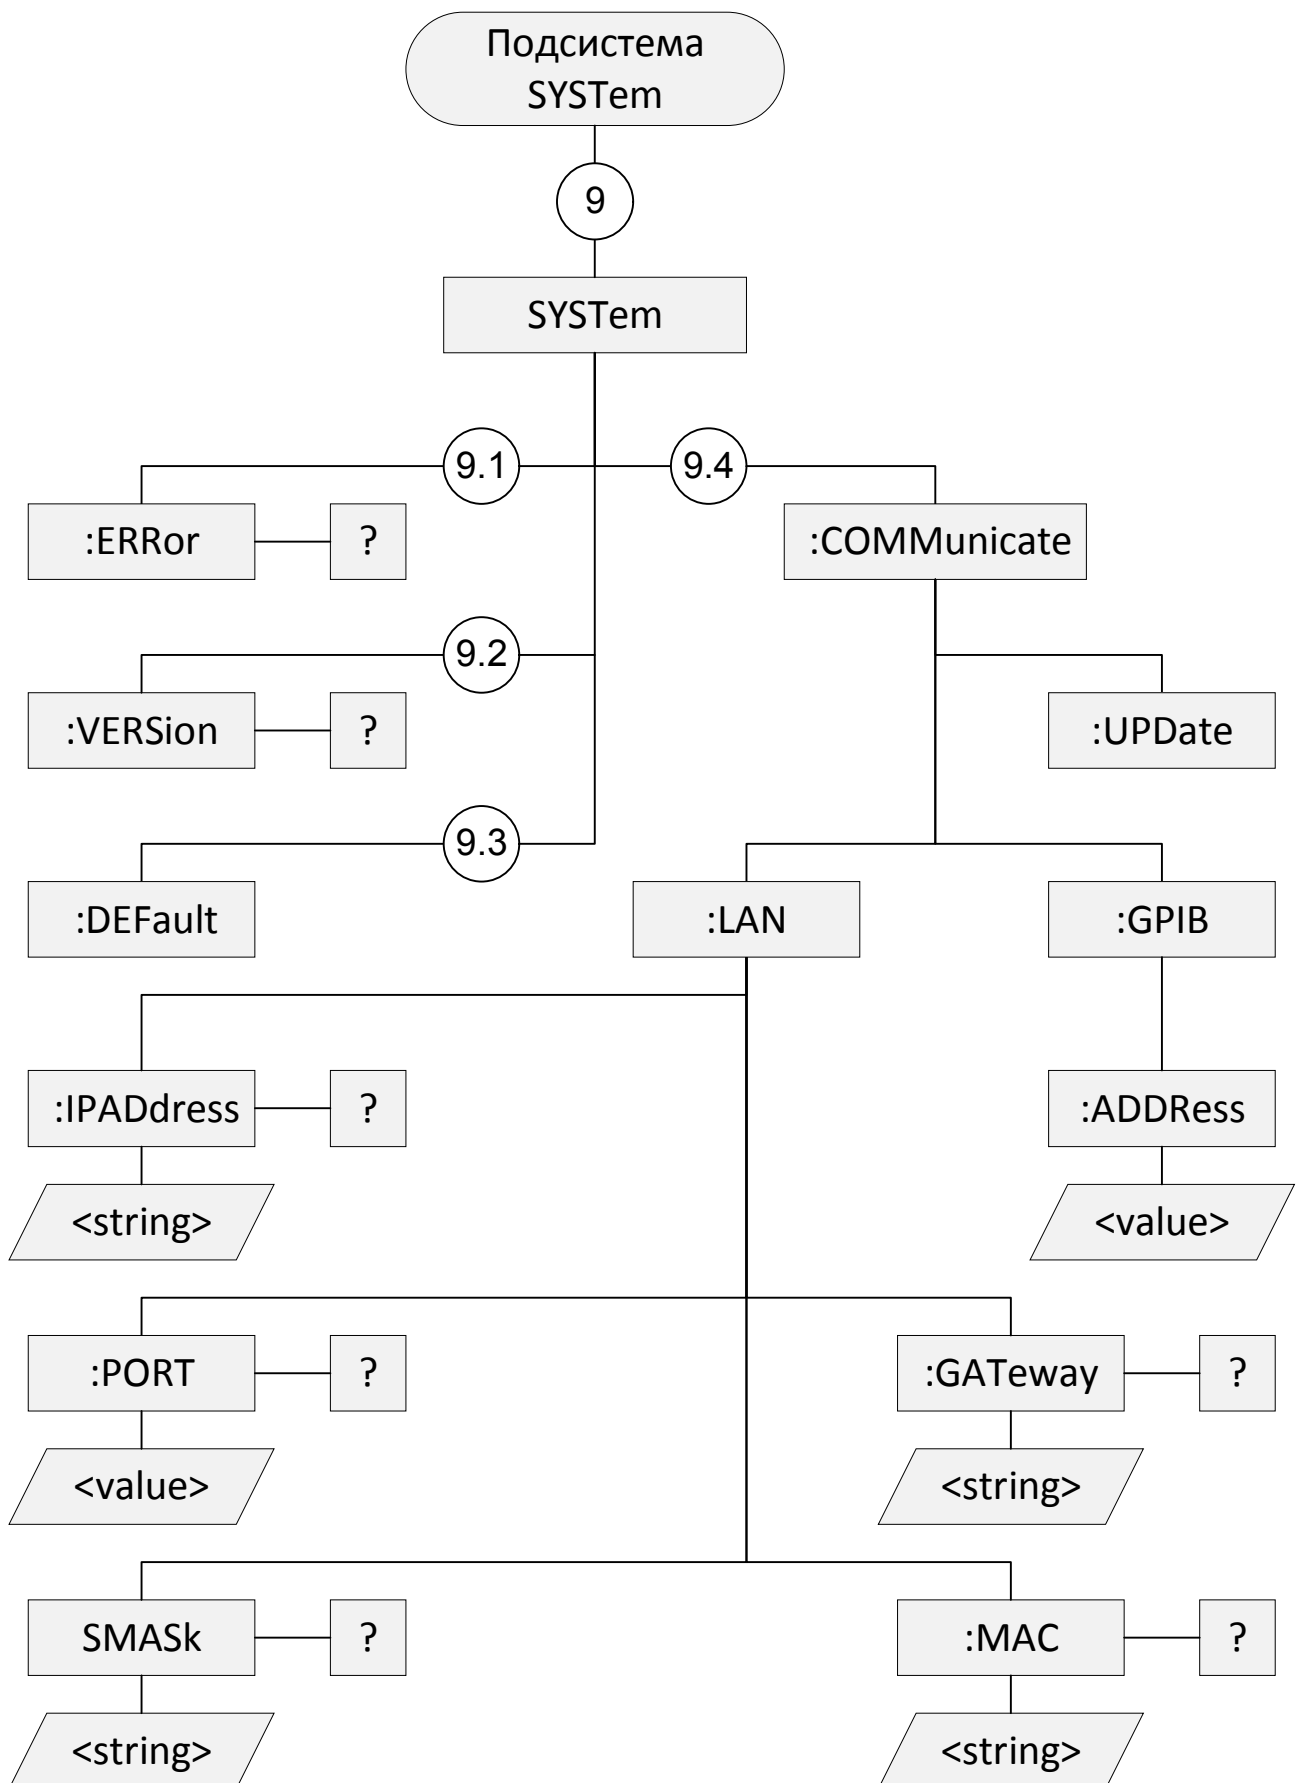 Подсистема
SYSTem
9
SYSTem
9.1
9.4
:ERRor
?
:COMMunicate
9.2
:VERSion
?
:UPDate
9.3
:DEFault
:LAN
:GPIB
:IPADdress
?
:ADDRess
<string>
<value>
:PORT
?
:GATeway
?
<value>
<string>
SMASk
?
:MAC
?
<string>
<string>